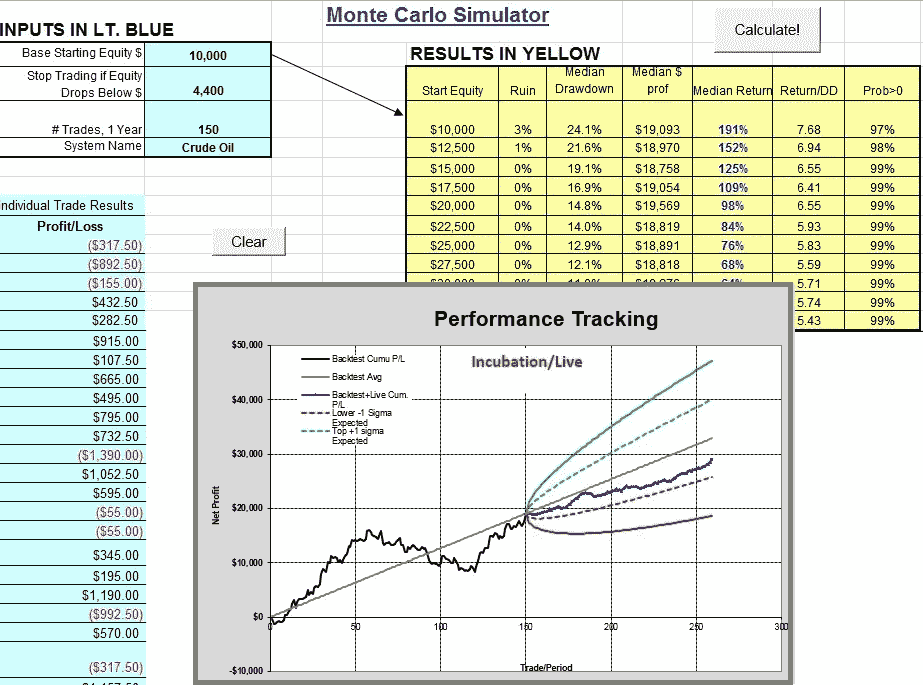 Monte Carlo Simulator
INPUTS IN LT. BLUE
Base Starting Equity $ 10,000
Stop Trading if Equity
Drops Below $ 4,400
# Trades, 1 Year 150
System Name Crude Oil
Calculate!
RESULTS IN YELLOW
Start Equity Ruin Median Drawdown Median $ prof Median Return Return/DD Prob>0
$10,000 3% 24.1% $19,093 191% 7.68 97%
$12,500 1% 21.6% $18,970 152% 6.94 98%
$15,000 0% 19.1% $18,758 125% 6.55 99%
$17,500 0% 16.9% $19,054 109% 6.41 99%
$20,000 0% 14.8% $19,569 98% 6.55 99%
$22,500 0% 14.0% $18,819 84% 5.93 99%
$25,000 0% 12.9% $18,891 76% 5.83 99%
$27,500 0% 12.1% $18,818 68% 5.59 99%
5.71 99%
5.74 99%
5.43 99%
Individual Trade Results
Profit/Loss
($317.50)
($892.50)
($155.00)
$432.50
$282.50
$915.00
$107.50
$665.00
$495.00
$795.00
$732.50
($1,390.00)
$1,052.50
$595.00
($55.00)
($55.00)
$345.00
$195.00
$1,190.00
($992.50)
$570.00
($317.50)
Clear
Performance Tracking
Incubation/Live
Backtest Cumu P/L
Backtest Avg
Backtest+Live Cum.
P/L
Lower -1 Sigma
Expected
Top +1 sigma
Expected
Net Profit
$50,000
$40,000
$30,000
$20,000
$10,000
$0
-$10,000
0 50 100 150 200 250 300
Trade/Period